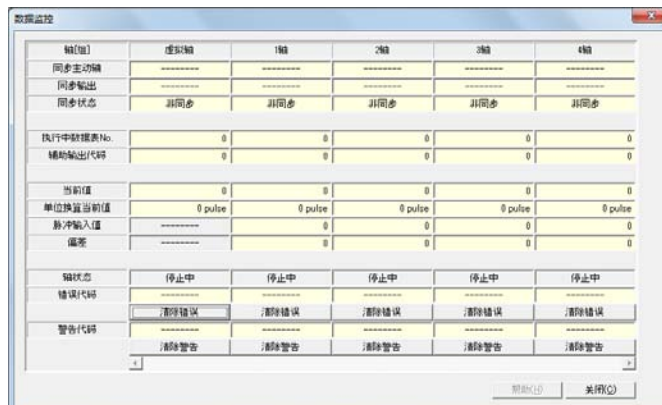 数据监控
轴[组] 虚拟轴 1轴 2轴 3轴 4轴
同步主动轴 -------- -------- -------- -------- --------
同步输出 -------- -------- -------- -------- --------
同步状态 非同步 非同步 非同步 非同步 非同步
执行中数据表No. 0 0 0 0 0
辅助输出代码 0 0 0 0 0
当前值 0 0 0 0 0
单位换算当前值 0 pulse 0 pulse 0 pulse 0 pulse 0 pulse
脉冲输入值 -------- 0 0 0 0
偏差 -------- 0 0 0 0
轴状态 停止中 停止中 停止中 停止中 停止中
错误代码 -------- -------- -------- -------- --------
清除错误 清除错误 清除错误 清除错误 清除错误
警告代码 -------- -------- -------- -------- --------
清除警告 清除警告 清除警告 清除警告 清除警告
帮助(H) 关闭(C)